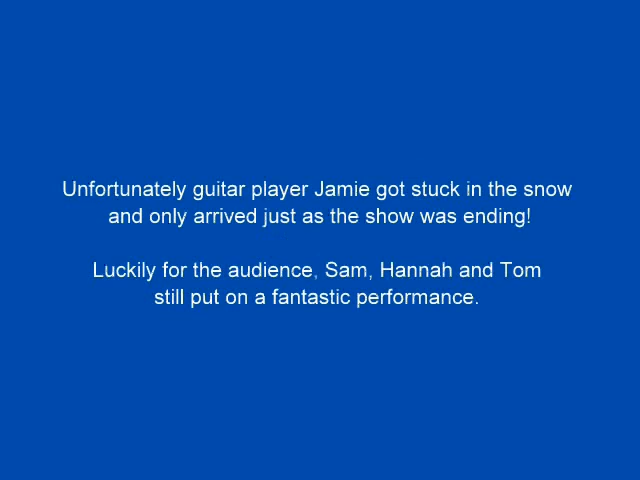 Unfortunately guitar player Jamie got stuck in the snow
and only arrived just as the show was ending!
Luckily for the audience, Sam, Hannah and Tom
still put on a fantastic performance.